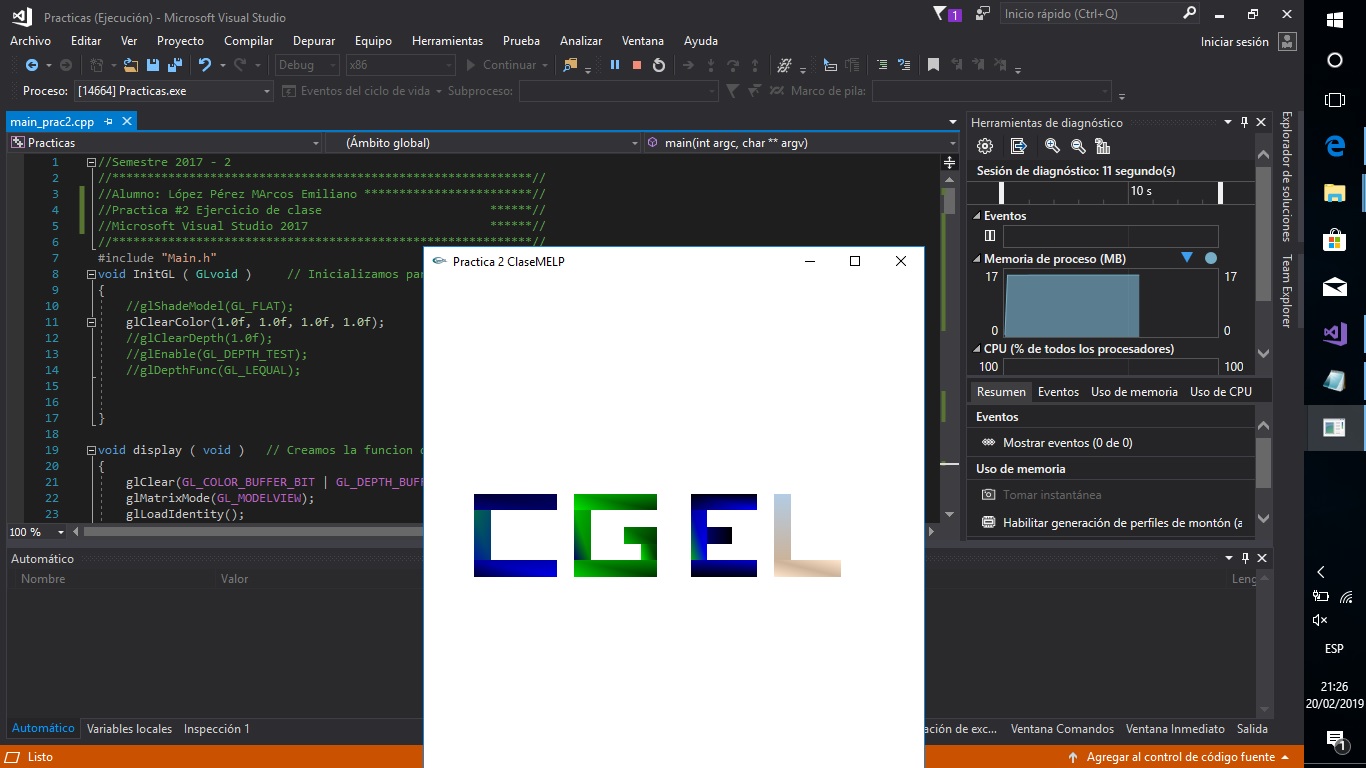 Practicas (Ejecución) - Microsoft Visual Studio
1
Inicio rápido (Ctrl+Q)
Archivo Editar Ver Proyecto Compilar Depurar Equipo Herramientas Prueba Analizar Ventana Ayuda
Iniciar sesión
Debug x86 Continuar
Proceso: [14664] Practicas.exe Eventos del ciclo de vida Subproceso: Marco de pila:
main_prac2.cpp
Practicas (Ámbito global) main(int argc, char ** argv)
1 //Semestre 2017 - 2
2 //************************************************************//
3 //Alumno: López Pérez MArcos Emiliano ************************//
4 //Practica #2 Ejercicio de clase ******//
5 //Microsoft Visual Studio 2017 ******//
6 //************************************************************//
7 #include "Main.h"
8 void InitGL ( GLvoid ) // Inicializamos par
9 {
10 //glShadeModel(GL_FLAT);
11 glClearColor(1.0f, 1.0f, 1.0f, 1.0f);
12 //glClearDepth(1.0f);
13 //glEnable(GL_DEPTH_TEST);
14 //glDepthFunc(GL_LEQUAL);
15
16
17 }
18
19 void display ( void ) // Creamos la funcion
20 {
21 glClear(GL_COLOR_BUFFER_BIT | GL_DEPTH_BUFF
22 glMatrixMode(GL_MODELVIEW);
23 glLoadIdentity();
100 %
Practica 2 ClaseMELP
CGEL
Herramientas de diagnóstico
Sesión de diagnóstico: 11 segundo(s)
10 s
Eventos
Memoria de proceso (MB)
17 17
0 0
CPU (% de todos los procesadores)
100 100
Resumen Eventos Uso de memoria Uso de CPU
Eventos
Mostrar eventos (0 de 0)
Uso de memoria
Tomar instantánea
Habilitar generación de perfiles de montón (a
Explorador de soluciones
Team Explorer
Automático
Nombre Valor Leng
Automático Variables locales Inspección 1
ación de exc... Ventana Comandos Ventana Inmediato Salida
Listo
Agregar al control de código fuente
ESP
21:26
20/02/2019
1